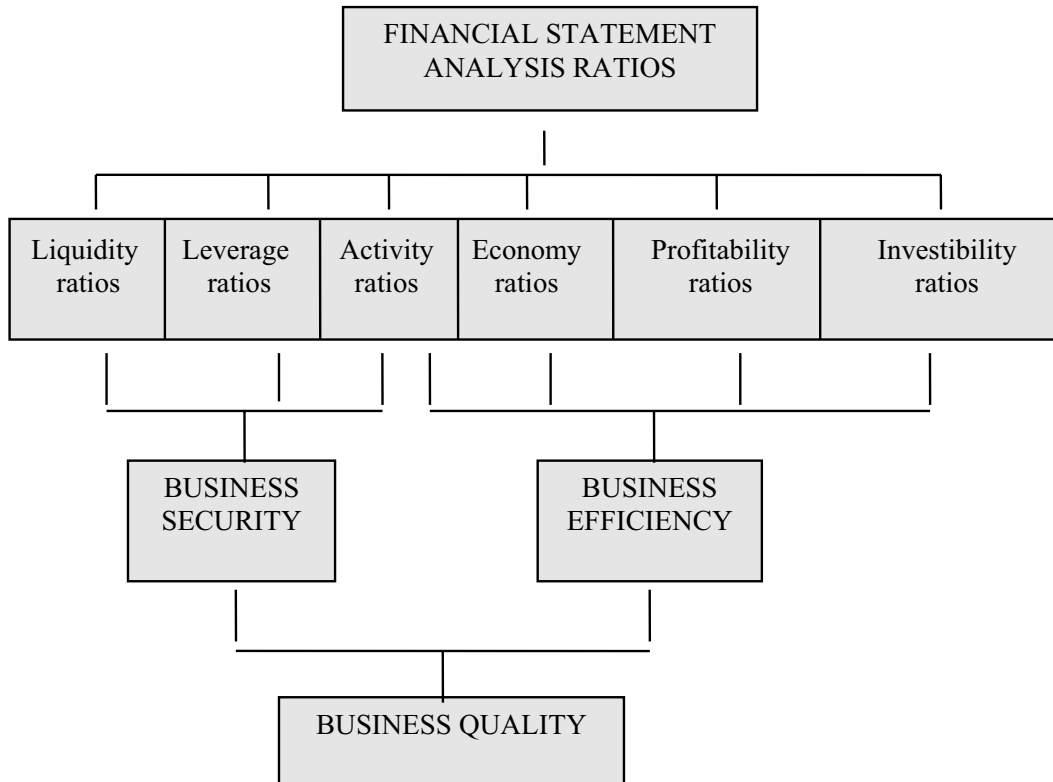 FINANCIAL STATEMENT
ANALYSIS RATIOS
Liquidity
ratios
Leverage
ratios
Activity
ratios
Economy
ratios
Profitability
ratios
Investibility
ratios
BUSINESS
SECURITY
BUSINESS
EFFICIENCY
BUSINESS QUALITY